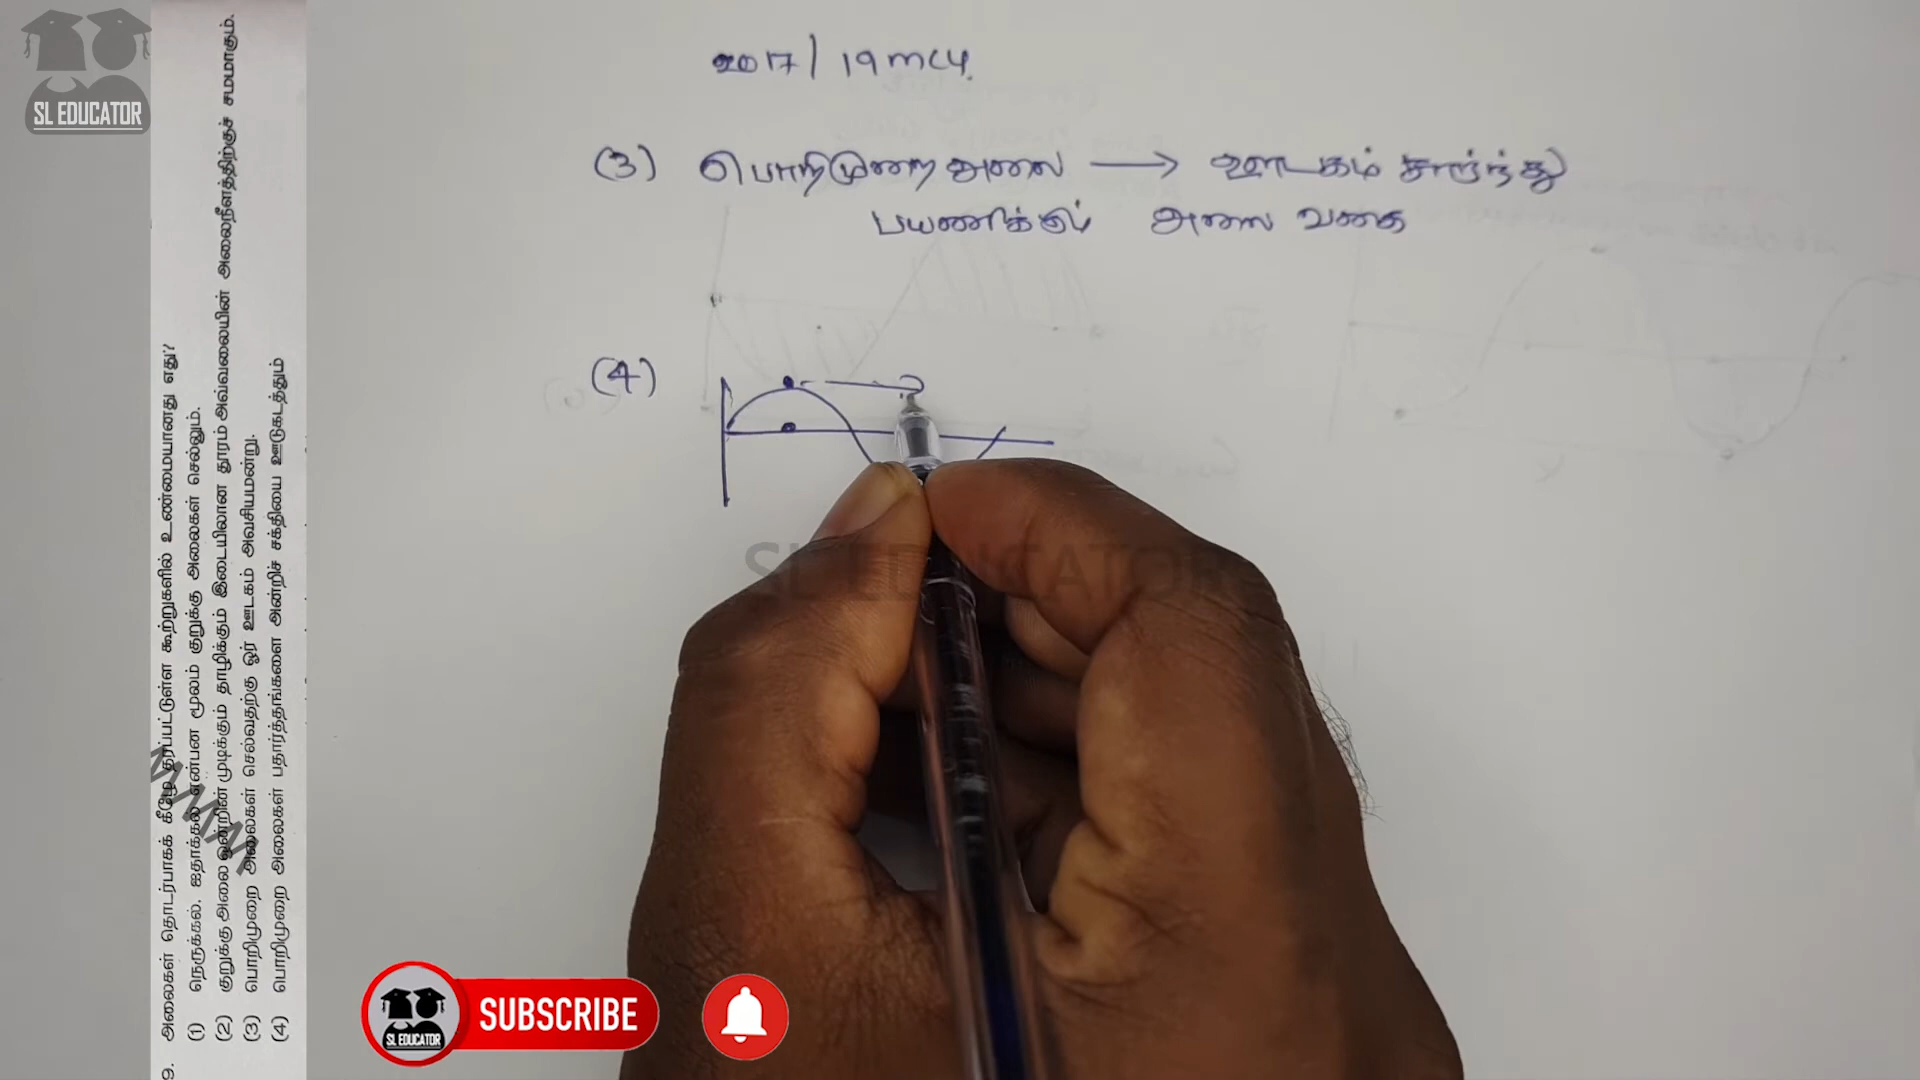 SL EDUCATOR
2017 / 19 MCQ.
(3) பொறிமுறை அலை → ஊடகம் சார்ந்து
பயணிக்கும் அலை வகை
(4)
9. அலைகள் தொடர்பாகக் கீழே தரப்பட்டுள்ள கூற்றுகளில் உண்மையானது எது?
(1) நெருக்கல், ஐதாக்கல் என்பன மூலம் குறுக்கு அலைகள் செல்லும்.
(2) குறுக்கு அலை ஒன்றின் முடிக்கும் தாழிக்கும் இடையிலான தூரம் அவ்வலையின் அலைநீளத்திற்குச் சமமாகும்.
(3) பொறிமுறை அலைகள் செல்வதற்கு ஓர் ஊடகம் அவசியமன்று.
(4) பொறிமுறை அலைகள் பதார்த்தங்களை அன்றிச் சக்தியை ஊடுகடத்தும்
SL EDUCATOR
SL EDUCATOR
SUBSCRIBE